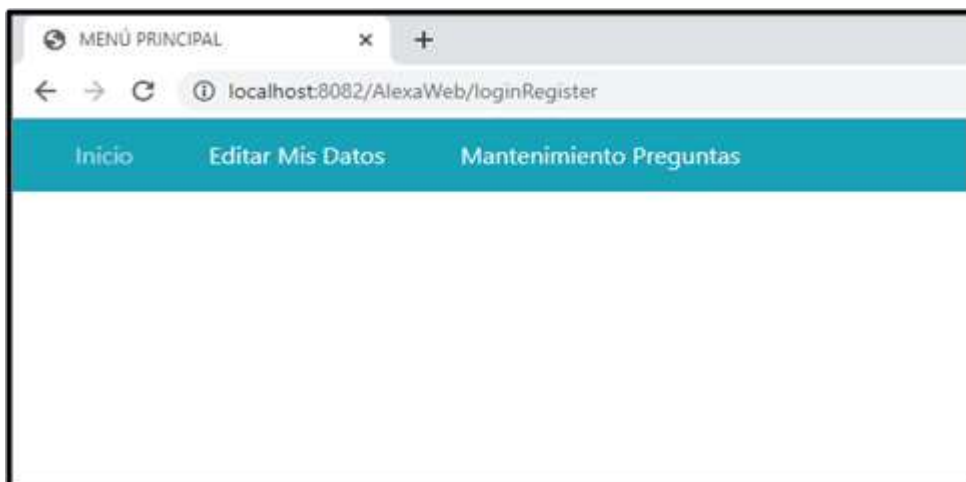 MENÚ PRINCIPAL
localhost:8082/AlexaWeb/loginRegister
Inicio Editar Mis Datos Mantenimiento Preguntas